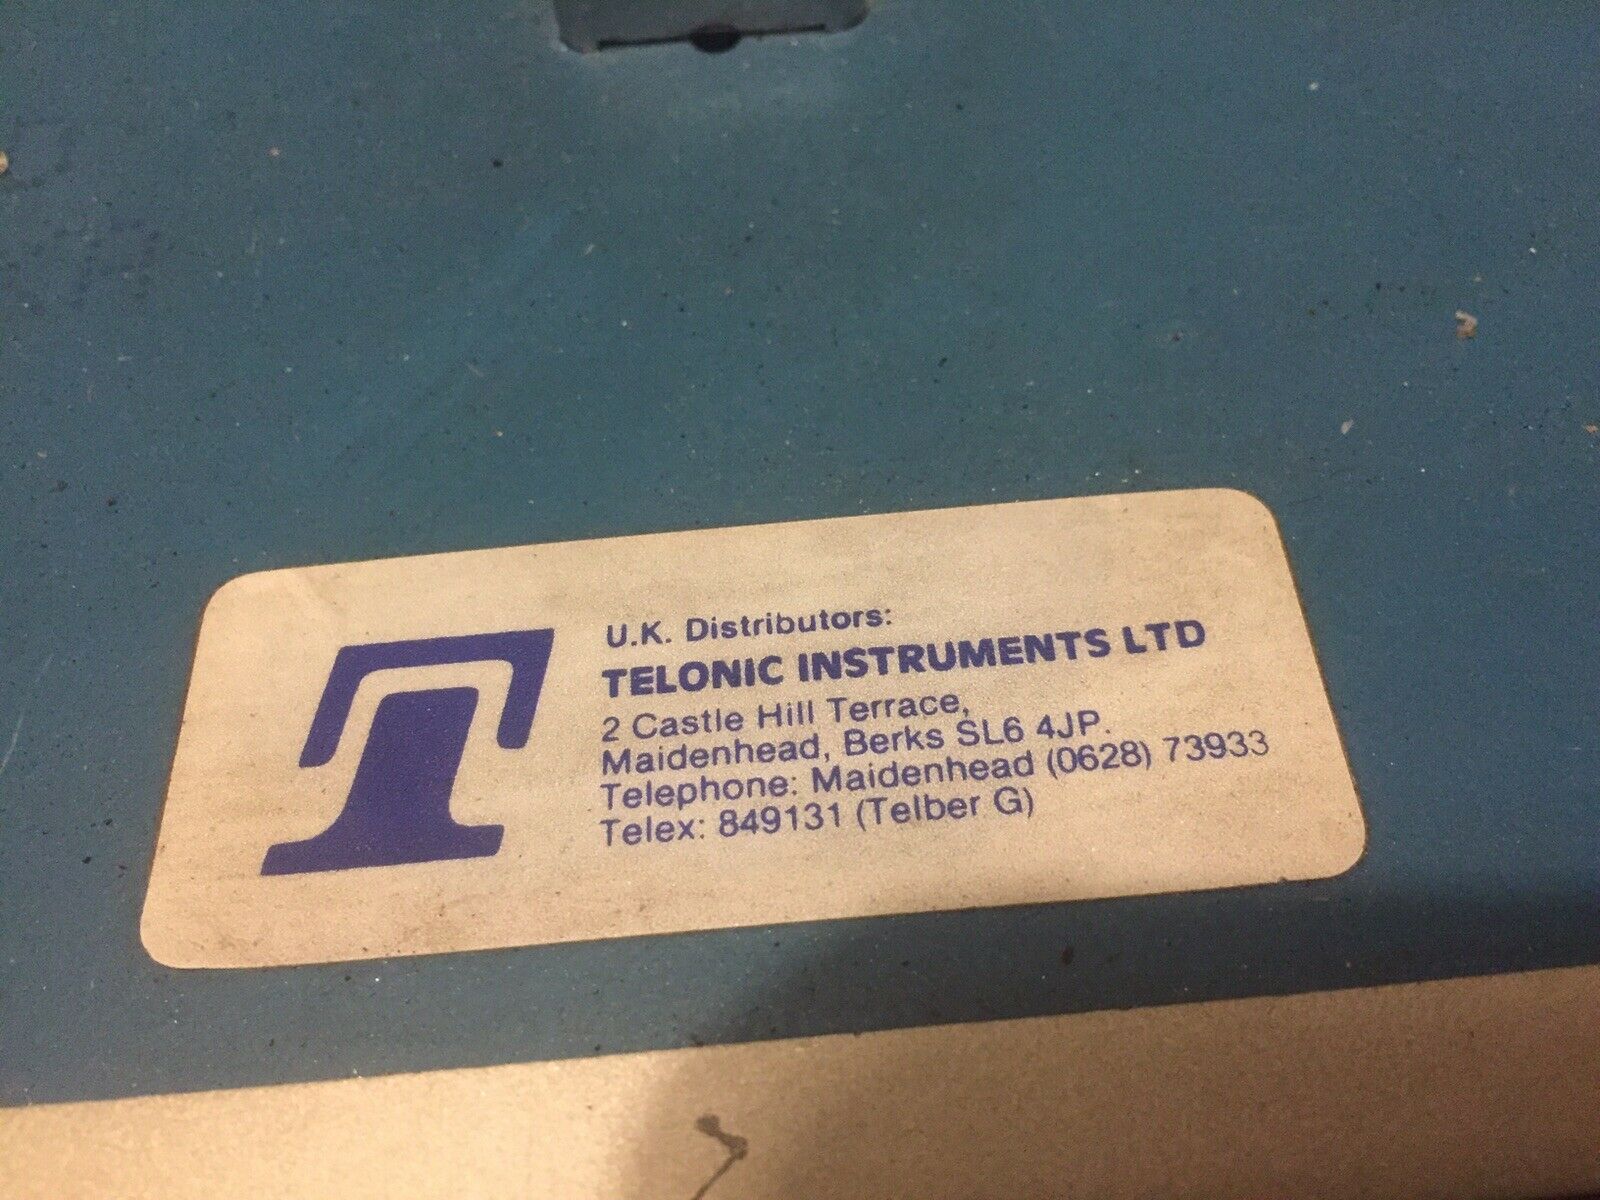 U.K. Distributors:
TELONIC INSTRUMENTS LTD
2 Castle Hill Terrace,
Maidenhead, Berks SL6 4JP.
Telephone: Maidenhead (0628) 73933
Telex: 849131 (Telber G)